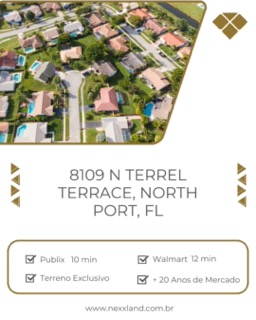 8109 N TERREL
TERRACE, NORTH
PORT, FL
Publix 10 min
Walmart 12 min
Terreno Exclusivo
+ 20 Anos de Mercado
www.nexxland.com.br